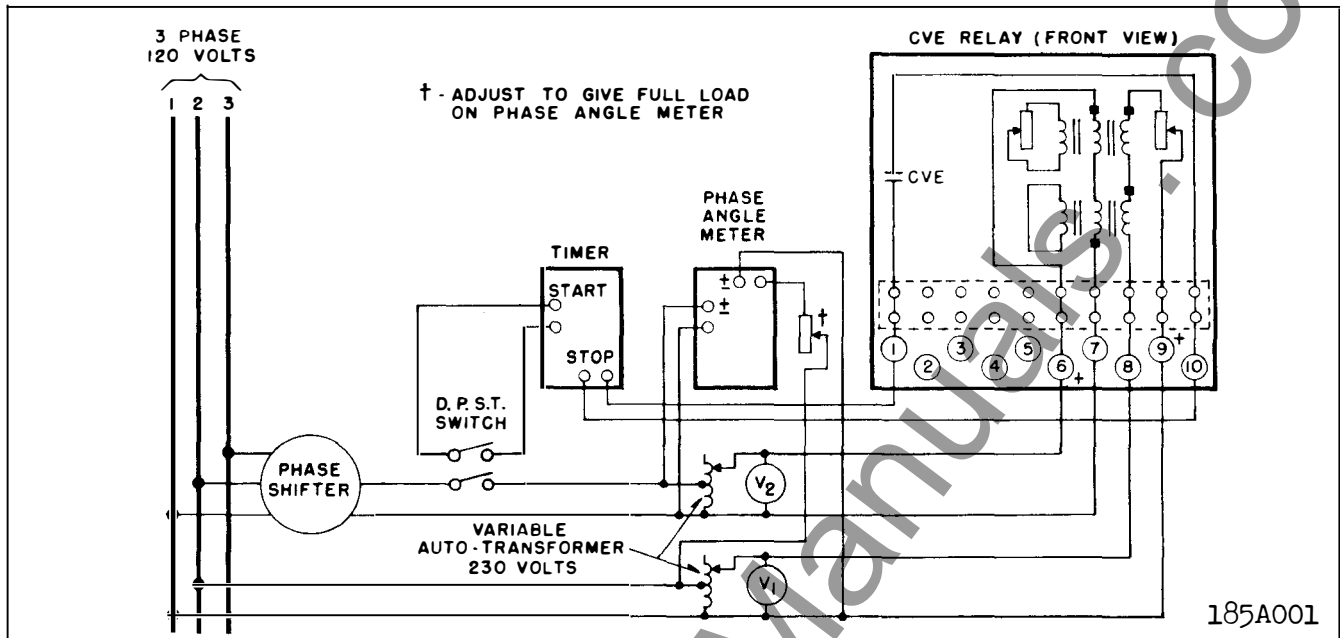 3 PHASE
120 VOLTS
1 2 3
† - ADJUST TO GIVE FULL LOAD
ON PHASE ANGLE METER
CVE RELAY (FRONT VIEW)
CVE
PHASE
ANGLE
METER
± ±
†
TIMER
START
STOP
D. P. S. T.
SWITCH
PHASE
SHIFTER
VARIABLE
AUTO-TRANSFORMER
230 VOLTS
V2
V1
1 2 3 4 5 6 + 7 8 9 + 10
185A001
Manuals.co